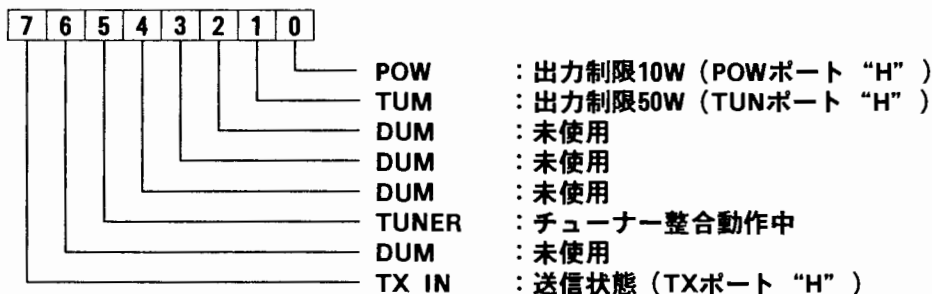 7 6 5 4 3 2 1 0
POW ：出力制限10W（POWポート “H”）
TUM ：出力制限50W（TUNポート “H”）
DUM ：未使用
DUM ：未使用
DUM ：未使用
TUNER ：チューナー整合動作中
DUM ：未使用
TX IN ：送信状態（TXポート “H”）